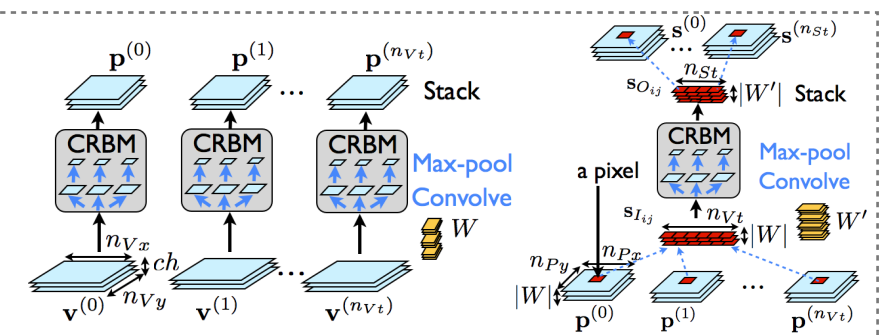 p^(0) p^(1) p^(n_Vt)
... Stack
CRBM CRBM CRBM
Max-pool
Convolve
W
n_Vx
ch
n_Vy
...
v^(0) v^(1) v^(n_Vt)
s^(0) ... s^(n_St)
n_St
s_O_ij |W'| Stack
CRBM
Max-pool
Convolve
a pixel
s_I_ij n_Vt |W| W'
n_Py n_Px
|W| ...
p^(0) p^(1) p^(n_Vt)